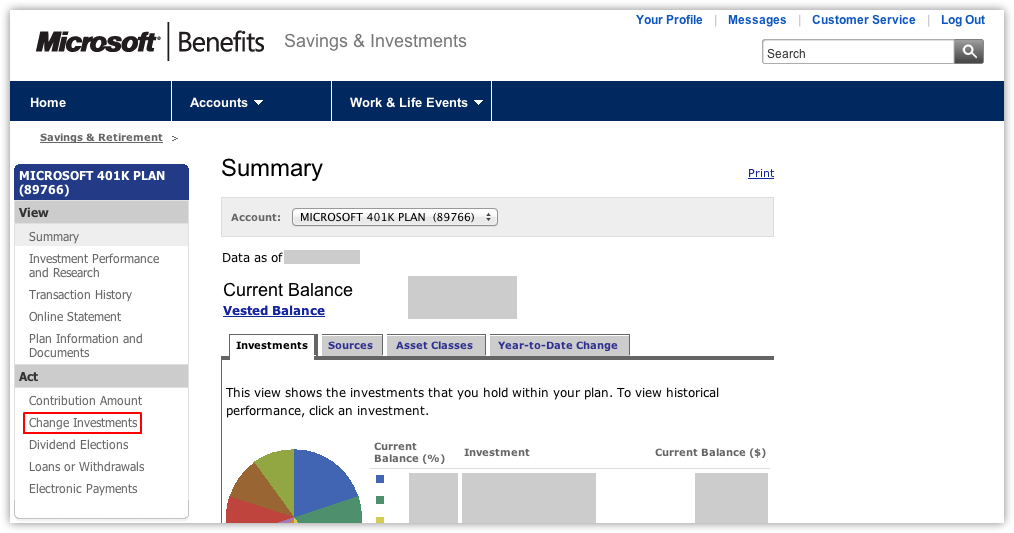 Your Profile | Messages | Customer Service | Log Out
Microsoft® | Benefits Savings & Investments
Search
Home Accounts Work & Life Events
Savings & Retirement >
MICROSOFT 401K PLAN
(89766)
View
Summary
Investment Performance
and Research
Transaction History
Online Statement
Plan Information and
Documents
Act
Contribution Amount
Change Investments
Dividend Elections
Loans or Withdrawals
Electronic Payments
Summary
Print
Account: MICROSOFT 401K PLAN (89766)
Data as of
Current Balance
Vested Balance
Investments Sources Asset Classes Year-to-Date Change
This view shows the investments that you hold within your plan. To view historical
performance, click an investment.
Current
Balance (%) Investment Current Balance ($)